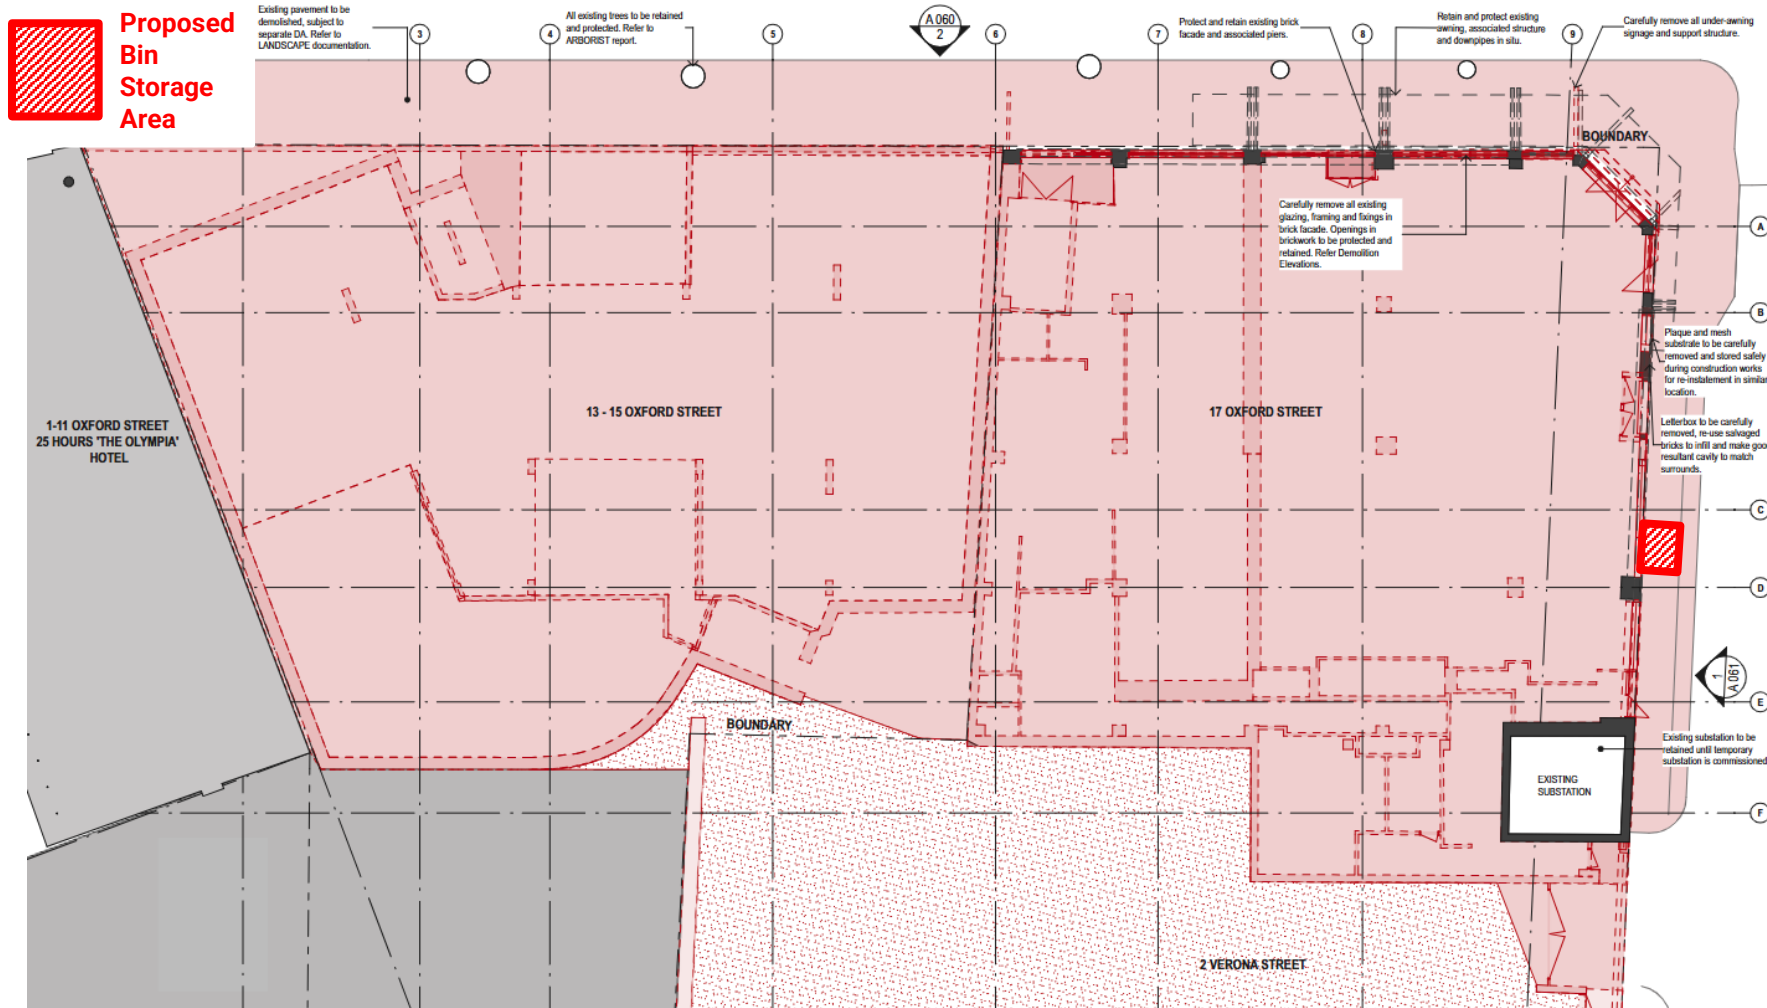 Proposed
Bin
Storage
Area
Existing pavement to be
demolished, subject to
separate DA. Refer to
LANDSCAPE documentation.
3
4
All existing trees to be retained
and protected. Refer to
ARBORIST report.
5
A 060
2
6
7
Protect and retain existing brick
facade and associated piers.
8
Retain and protect existing
awning, associated structure
and downpipes in situ.
9
Carefully remove all under-awning
signage and support structure.
BOUNDARY
Carefully remove all existing
glazing, framing and fixings in
brick facade. Openings in
brickwork to be protected and
retained. Refer Demolition
Elevations.
A
B
Plaque and mesh
substrate to be carefully
removed and stored safely
during construction works
for re-instatement in similar
location.
1-11 OXFORD STREET
25 HOURS 'THE OLYMPIA'
HOTEL
13 - 15 OXFORD STREET
17 OXFORD STREET
Letterbox to be carefully
removed, re-use salvaged
bricks to infill and make goo
resultant cavity to match
surrounds.
C
D
1
A 061
E
BOUNDARY
Existing substation to be
retained until temporary
substation is commissioned
EXISTING
SUBSTATION
F
2 VERONA STREET